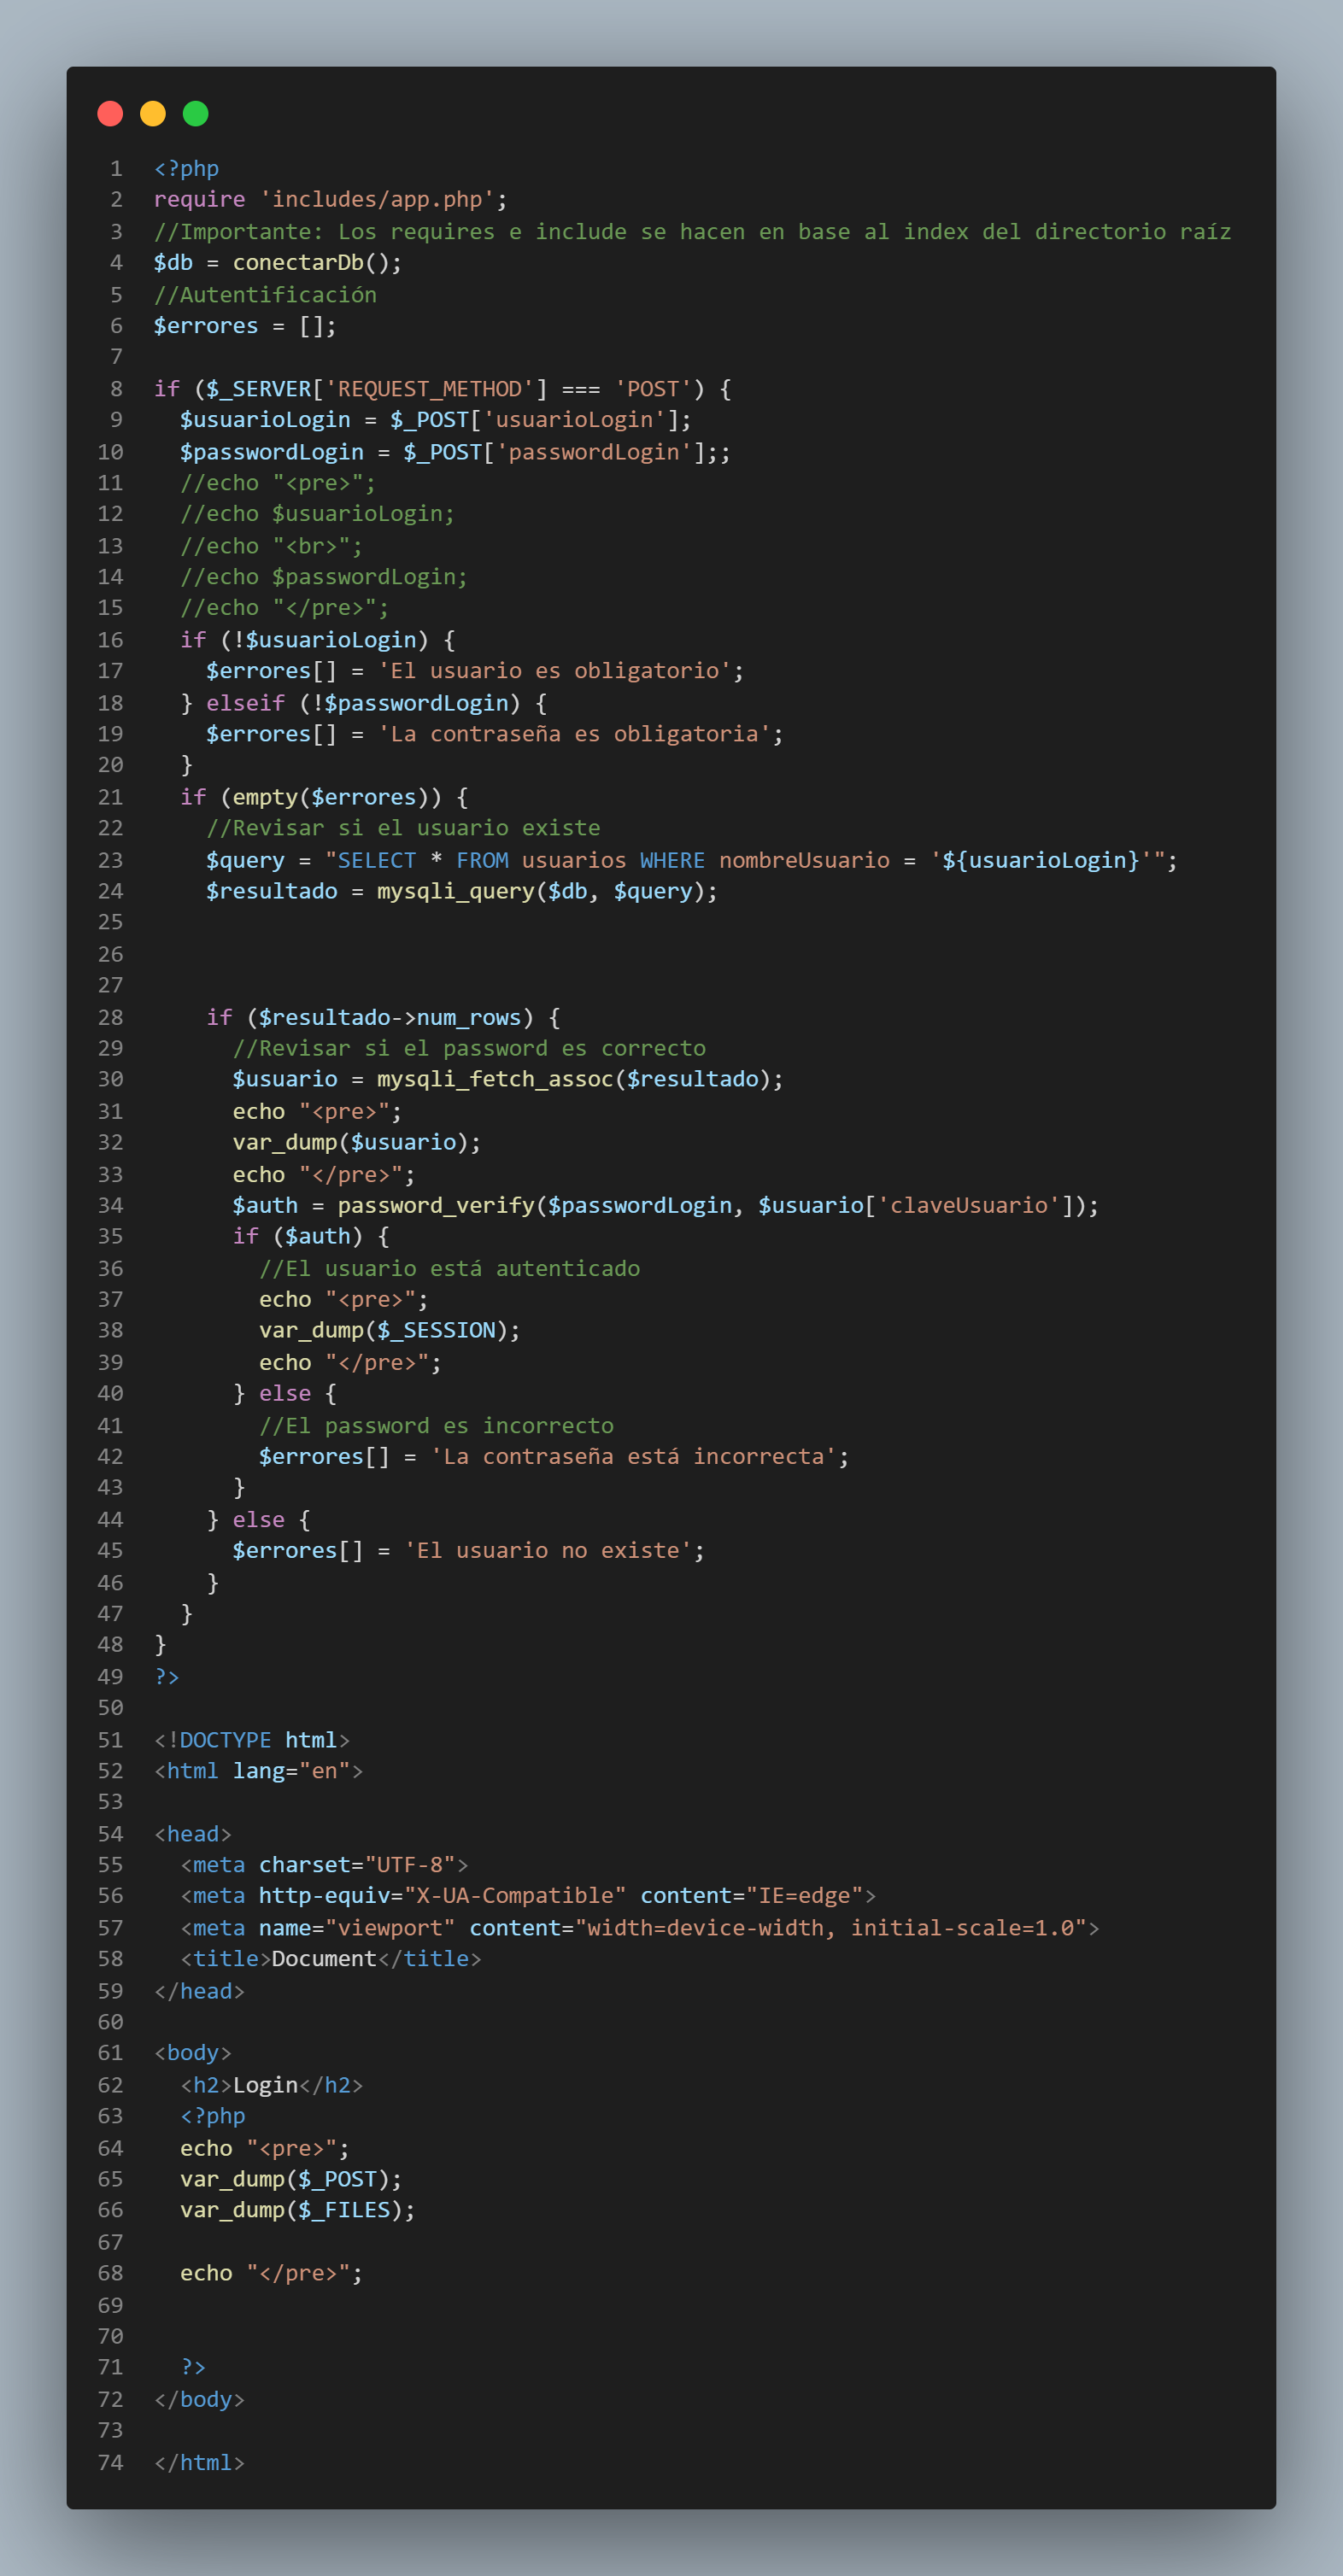 1 <?php
2 require 'includes/app.php';
3 //Importante: Los requires e include se hacen en base al index del directorio raíz
4 $db = conectarDb();
5 //Autentificación
6 $errores = [];
7
8 if ($_SERVER['REQUEST_METHOD'] === 'POST') {
9   $usuarioLogin = $_POST['usuarioLogin'];
10   $passwordLogin = $_POST['passwordLogin'];;
11   //echo "<pre>";
12   //echo $usuarioLogin;
13   //echo "<br>";
14   //echo $passwordLogin;
15   //echo "</pre>";
16   if (!$usuarioLogin) {
17     $errores[] = 'El usuario es obligatorio';
18   } elseif (!$passwordLogin) {
19     $errores[] = 'La contraseña es obligatoria';
20   }
21   if (empty($errores)) {
22     //Revisar si el usuario existe
23     $query = "SELECT * FROM usuarios WHERE nombreUsuario = '${usuarioLogin}'";
24     $resultado = mysqli_query($db, $query);
25
26
27
28     if ($resultado->num_rows) {
29       //Revisar si el password es correcto
30       $usuario = mysqli_fetch_assoc($resultado);
31       echo "<pre>";
32       var_dump($usuario);
33       echo "</pre>";
34       $auth = password_verify($passwordLogin, $usuario['claveUsuario']);
35       if ($auth) {
36         //El usuario está autenticado
37         echo "<pre>";
38         var_dump($_SESSION);
39         echo "</pre>";
40       } else {
41         //El password es incorrecto
42         $errores[] = 'La contraseña está incorrecta';
43       }
44     } else {
45       $errores[] = 'El usuario no existe';
46     }
47   }
48 }
49 ?>
50
51 <!DOCTYPE html>
52 <html lang="en">
53
54 <head>
55   <meta charset="UTF-8">
56   <meta http-equiv="X-UA-Compatible" content="IE=edge">
57   <meta name="viewport" content="width=device-width, initial-scale=1.0">
58   <title>Document</title>
59 </head>
60
61 <body>
62   <h2>Login</h2>
63   <?php
64   echo "<pre>";
65   var_dump($_POST);
66   var_dump($_FILES);
67
68   echo "</pre>";
69
70
71   ?>
72 </body>
73
74 </html>